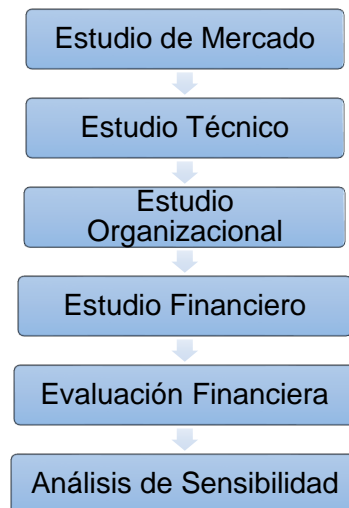 Estudio de Mercado
Estudio Técnico
Estudio
Organizacional
Estudio Financiero
Evaluación Financiera
Análisis de Sensibilidad